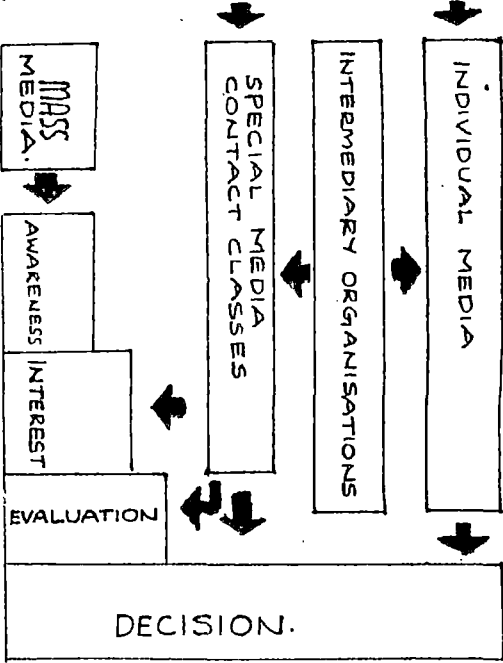 MASS
MEDIA.
AWARENESS
INTEREST
EVALUATION
SPECIAL MEDIA
CONTACT CLASSES
INTERMEDIARY ORGANISATIONS
INDIVIDUAL MEDIA
DECISION.